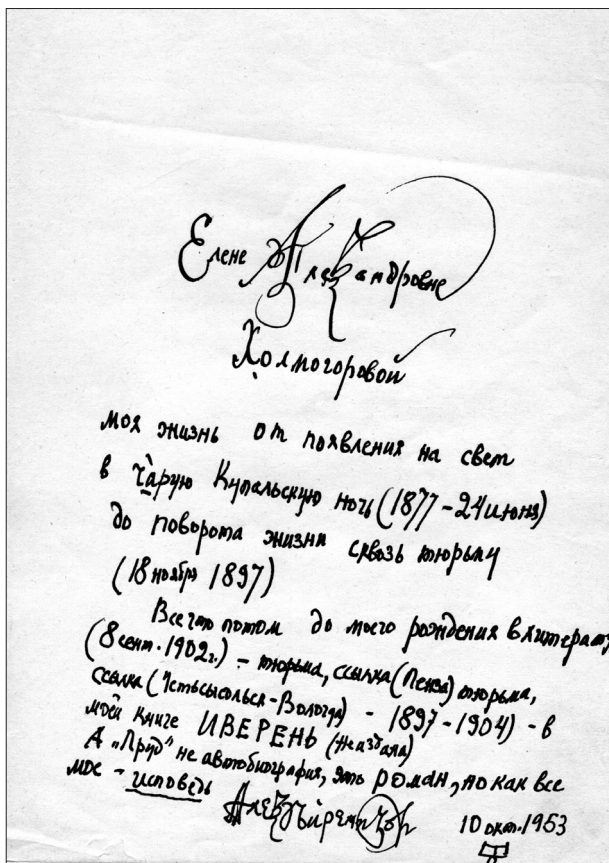 Елене Александровне
Холмогоровой
моя жизнь от появления на свет
в чарую Купальскую ночь (1877 – 24 июня)
до поворота жизни сквозь тюрьму
(18 ноября 1897)
Все что потом до моего рождения в литерат
(8 сент. 1902 г.) – тюрьма, ссылка (Пенза) тюрьма,
ссылка (Устьсысольск – Вологда) – 1897–1904) – в
моей книге ИВЕРЕНЬ (не издана)
А „Пруд" не автобиография, это роман, но как все
мое – исповедь
10 окт. 1953